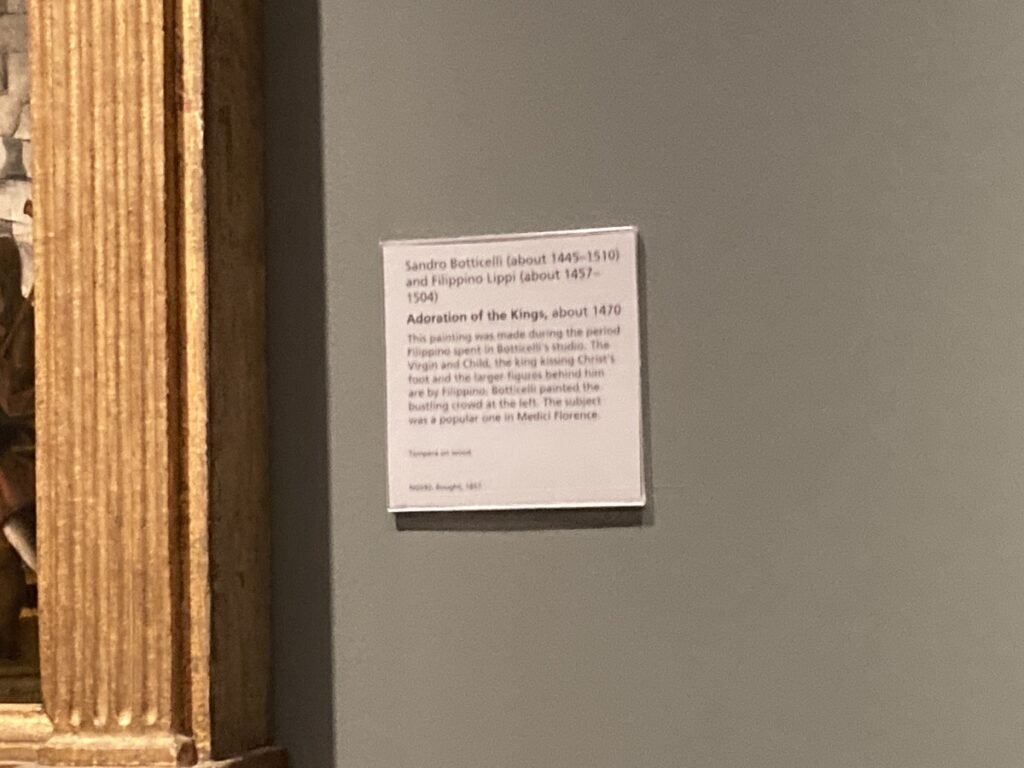 Sandro Botticelli (about 1445–1510)
and Filippino Lippi (about 1457–
1504)
Adoration of the Kings, about 1470
This painting was made during the period
Filippino spent in Botticelli's studio. The
Virgin and Child, the king kissing Christ's
foot and the larger figures behind him
are by Filippino; Botticelli painted the
bustling crowd at the left. The subject
was a popular one in Medici Florence.
Tempera on wood
NG592. Bought, 1857